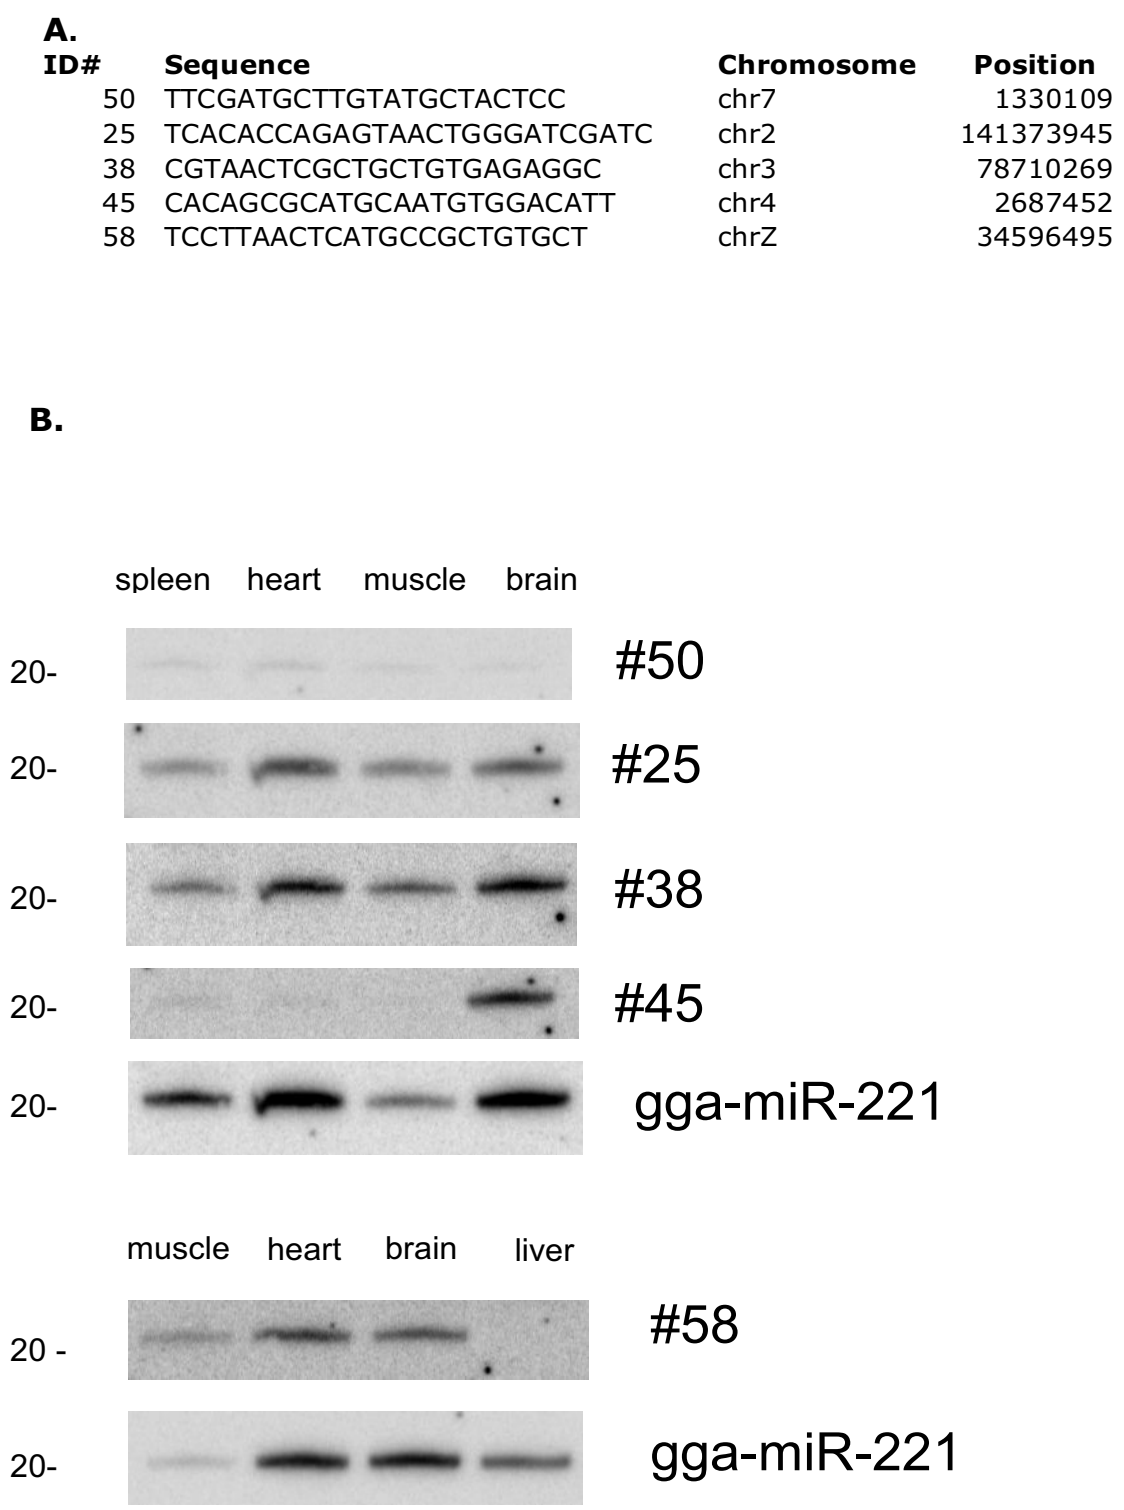 A.
ID# Sequence Chromosome Position
50 TTCGATGCTTGTATGCTACTCC chr7 1330109
25 TCACACCAGAGTAACTGGGATCGATC chr2 141373945
38 CGTAACTCGCTGCTGTGAGAGGC chr3 78710269
45 CACAGCGCATGCAATGTGGACATT chr4 2687452
58 TCCTTAACTCATGCCGCTGTGCT chrZ 34596495
B.
spleen heart muscle brain
20- #50
20- #25
20- #38
20- #45
20- gga-miR-221
muscle heart brain liver
20 - #58
20- gga-miR-221